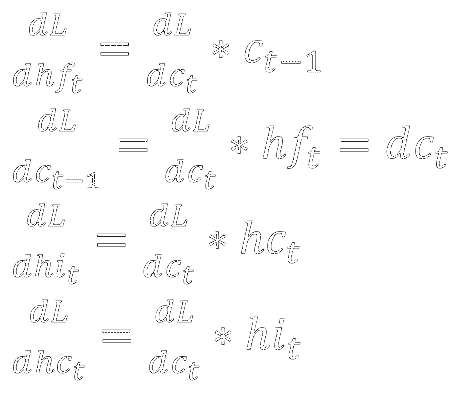 dL/dhf_t = dL/dc_t * c_{t-1}
dL/dc_{t-1} = dL/dc_t * hf_t = dc_t
dL/dhi_t = dL/dc_t * hc_t
dL/dhc_t = dL/dc_t * hi_t